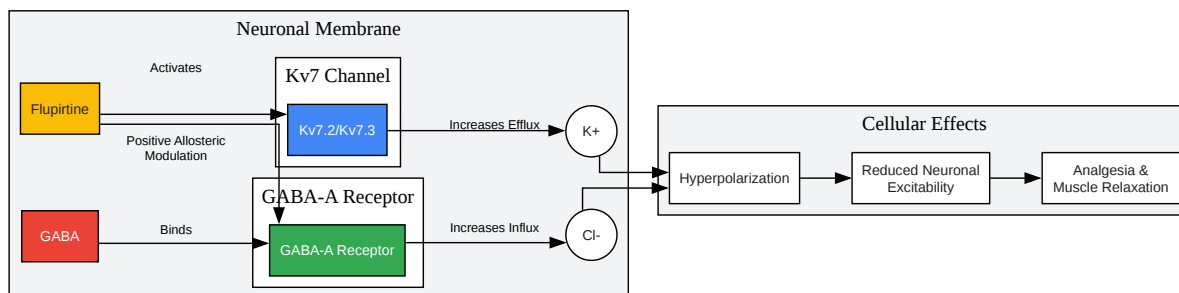 Neuronal Membrane
Activates
Kv7 Channel
Flupirtine
Kv7.2/Kv7.3
Increases Efflux
K+
Positive Allosteric
Modulation
GABA-A Receptor
GABA
Binds
GABA-A Receptor
Increases Influx
Cl-
Cellular Effects
Hyperpolarization
Reduced Neuronal
Excitability
Analgesia &
Muscle Relaxation